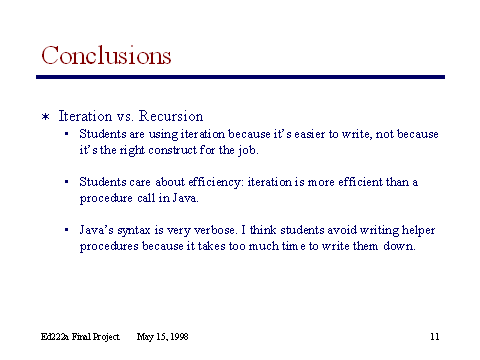 Conclusions
✶ Iteration vs. Recursion
• Students are using iteration because it's easier to write, not because
it's the right construct for the job.
• Students care about efficiency: iteration is more efficient than a
procedure call in Java.
• Java's syntax is very verbose. I think students avoid writing helper
procedures because it takes too much time to write them down.
Ed222a Final Project May 15, 1998 11